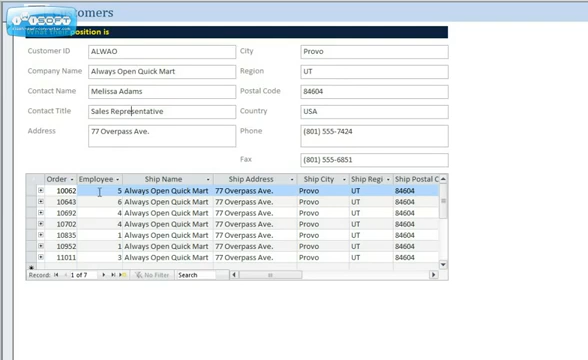 Customers
iwisoft
What their position is
Customer ID ALWAO City Provo
Company Name Always Open Quick Mart Region UT
Contact Name Melissa Adams Postal Code 84604
Contact Title Sales Representative Country USA
Address 77 Overpass Ave. Phone (801) 555-7424
Fax (801) 555-6851
Order Employee Ship Name Ship Address Ship City Ship Regi Ship Postal C
10062 5 Always Open Quick Mart 77 Overpass Ave. Provo UT 84604
10643 6 Always Open Quick Mart 77 Overpass Ave. Provo UT 84604
10692 4 Always Open Quick Mart 77 Overpass Ave. Provo UT 84604
10702 4 Always Open Quick Mart 77 Overpass Ave. Provo UT 84604
10835 1 Always Open Quick Mart 77 Overpass Ave. Provo UT 84604
10952 1 Always Open Quick Mart 77 Overpass Ave. Provo UT 84604
11011 3 Always Open Quick Mart 77 Overpass Ave. Provo UT 84604
Record: 1 of 7 No Filter Search